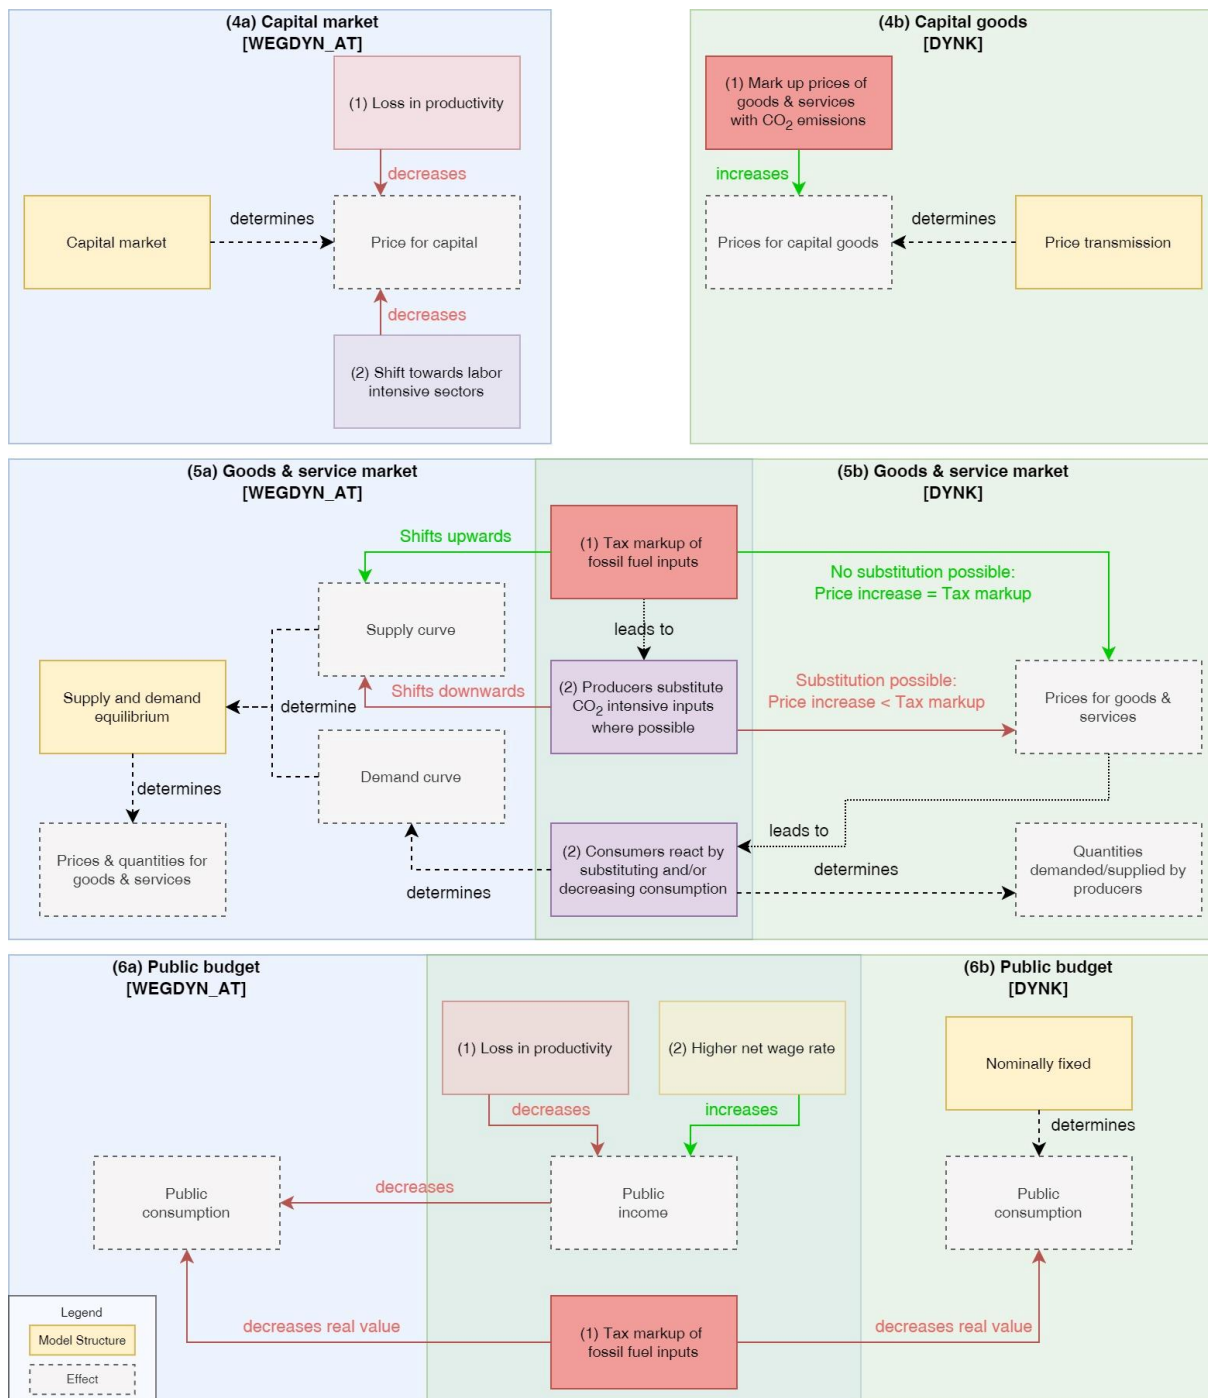 (4a) Capital market
[WEGDYN_AT]
(1) Loss in productivity
decreases
Capital market
determines
Price for capital
decreases
(2) Shift towards labor
intensive sectors
(4b) Capital goods
[DYNK]
(1) Mark up prices of
goods & services
with CO₂ emissions
increases
Prices for capital goods
determines
Price transmission
(5a) Goods & service market
[WEGDYN_AT]
(5b) Goods & service market
[DYNK]
Shifts upwards
(1) Tax markup of
fossil fuel inputs
No substitution possible:
Price increase = Tax markup
Supply curve
leads to
Supply and demand
equilibrium
determine
Shifts downwards
(2) Producers substitute
CO₂ intensive inputs
where possible
Substitution possible:
Price increase < Tax markup
Prices for goods &
services
Demand curve
determines
leads to
Prices & quantities for
goods & services
determines
(2) Consumers react by
substituting and/or
decreasing consumption
determines
Quantities
demanded/supplied by
producers
(6a) Public budget
[WEGDYN_AT]
(6b) Public budget
[DYNK]
(1) Loss in productivity
(2) Higher net wage rate
Nominally fixed
decreases
increases
determines
Public
consumption
decreases
Public
income
Public
consumption
decreases real value
(1) Tax markup of
fossil fuel inputs
decreases real value
Legend
Model Structure
Effect